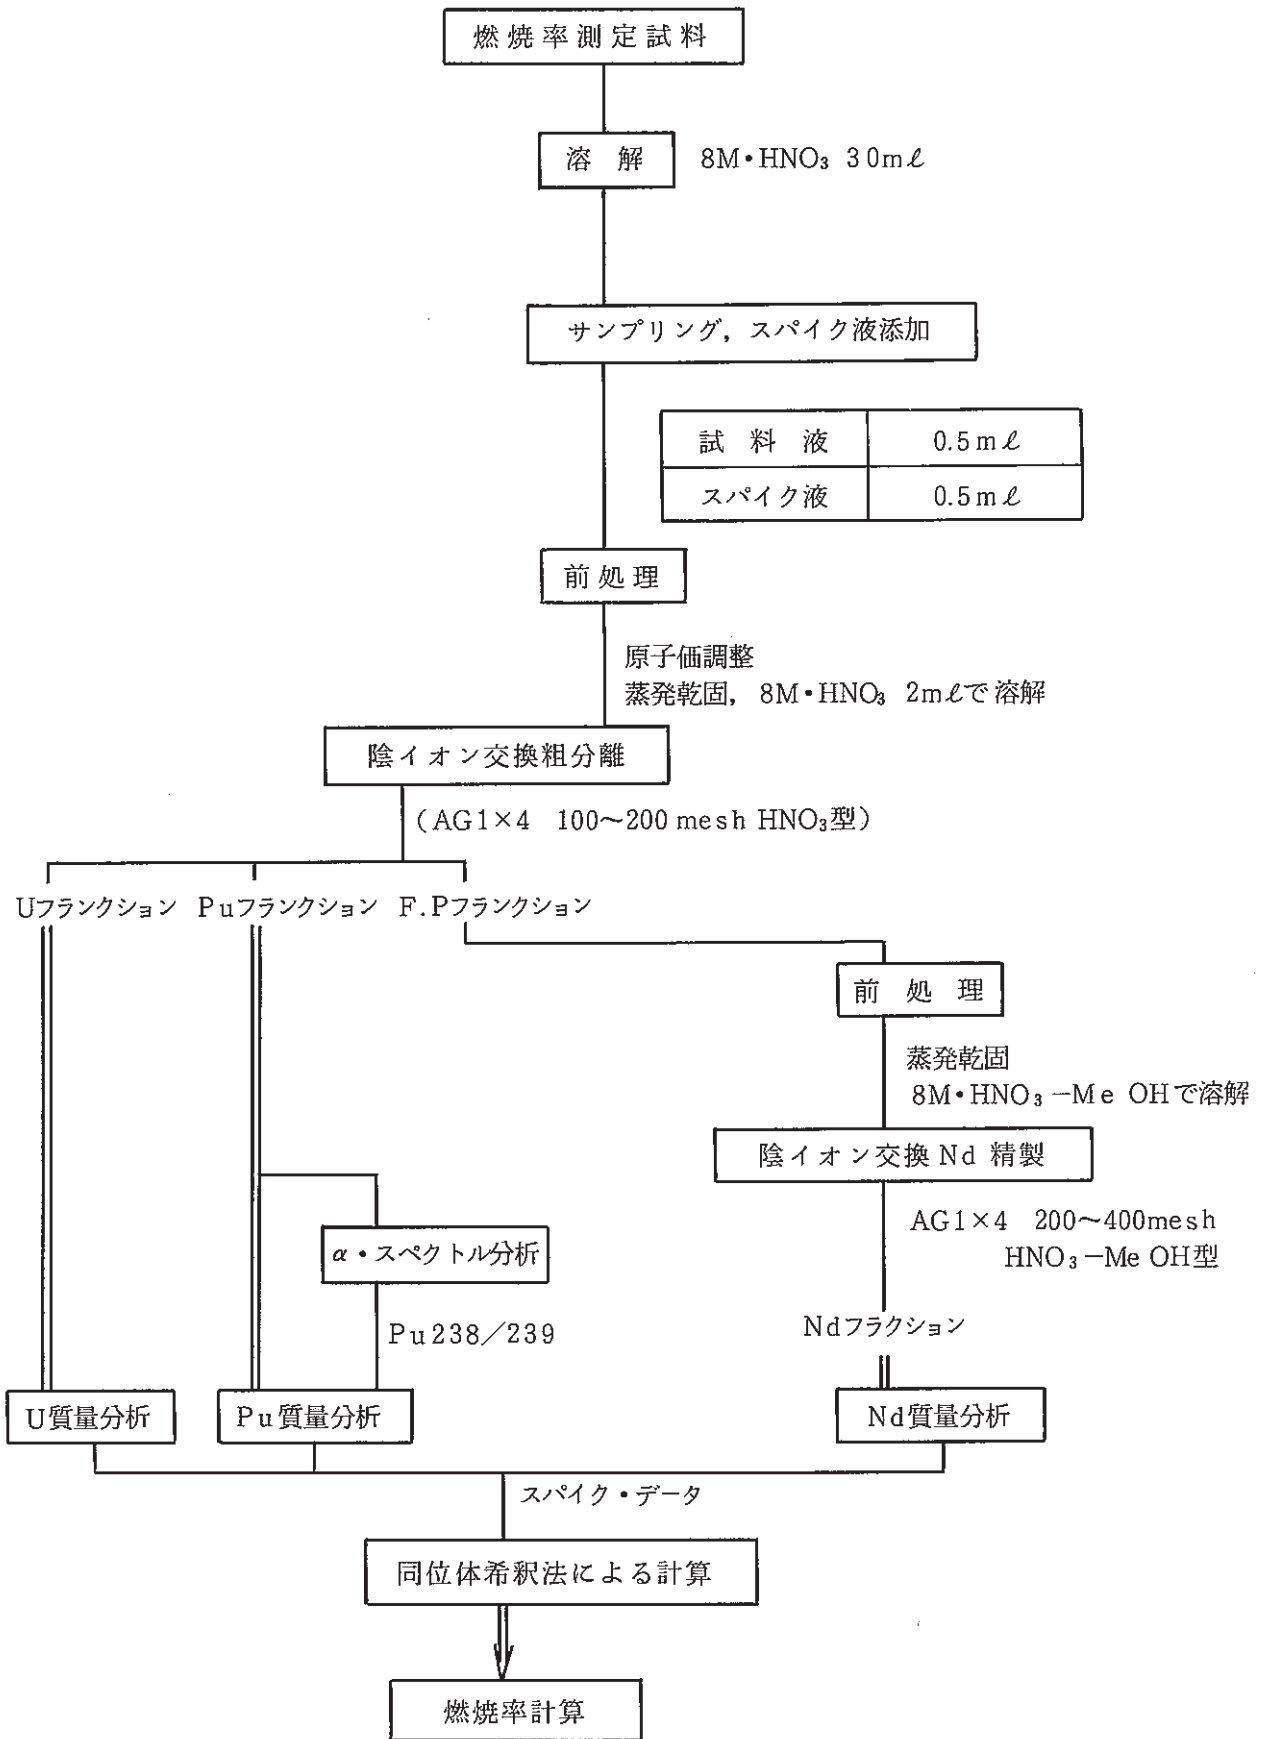 燃焼率測定試料
溶解 8M・HNO₃ 30mℓ
サンプリング，スパイク液添加
試料液 0.5mℓ
スパイク液 0.5mℓ
前処理
原子価調整
蒸発乾固，8M・HNO₃ 2mℓで溶解
陰イオン交換粗分離
（AG1×4 100～200 mesh HNO₃型）
Uフランクション Puフランクション F.Pフランクション
前処理
蒸発乾固
8M・HNO₃－Me OHで溶解
陰イオン交換Nd精製
AG1×4 200～400mesh
HNO₃－Me OH型
α・スペクトル分析
Pu238／239
Ndフラクション
U質量分析 Pu質量分析 Nd質量分析
スパイク・データ
同位体希釈法による計算
燃焼率計算